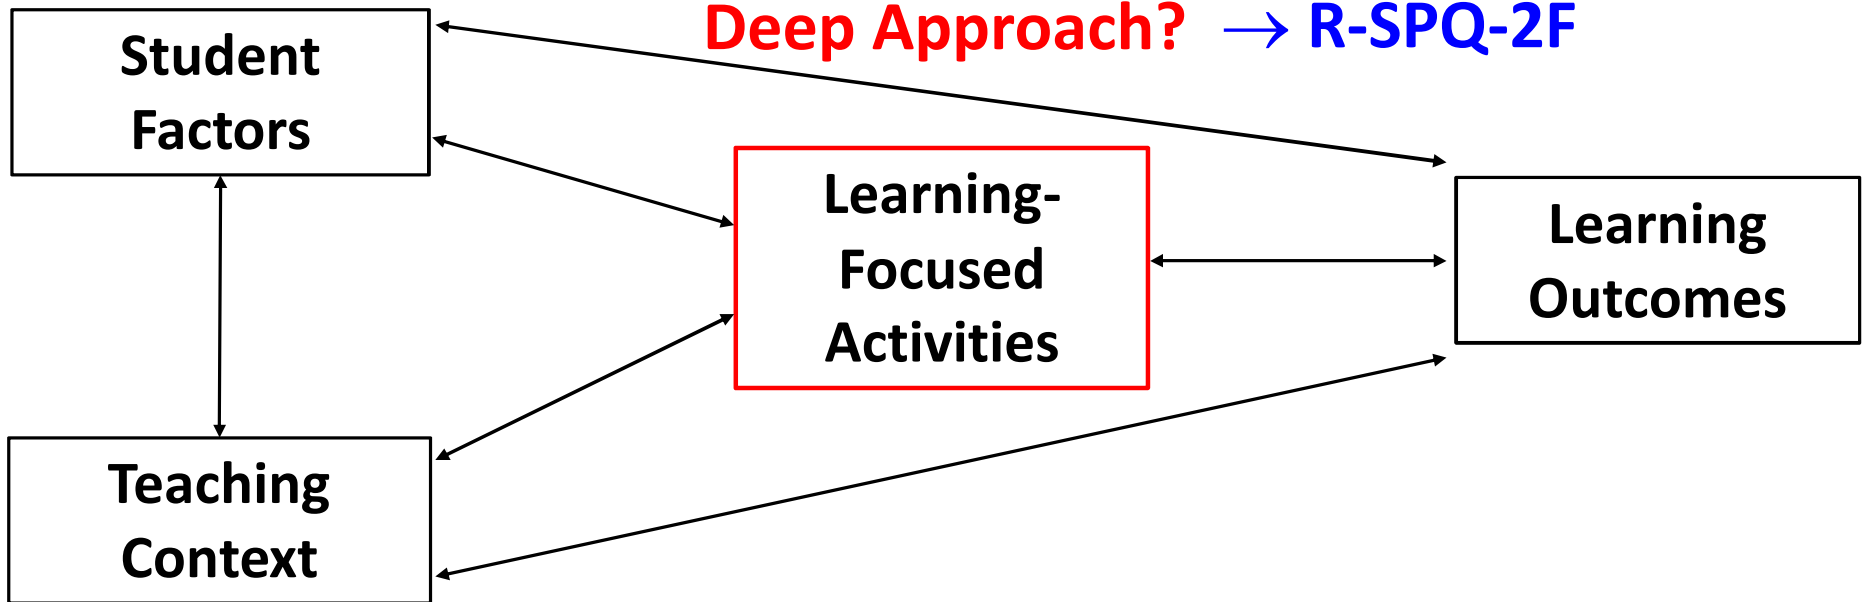 Deep Approach? → R-SPQ-2F
Student
Factors
Learning-
Focused
Activities
Learning
Outcomes
Teaching
Context